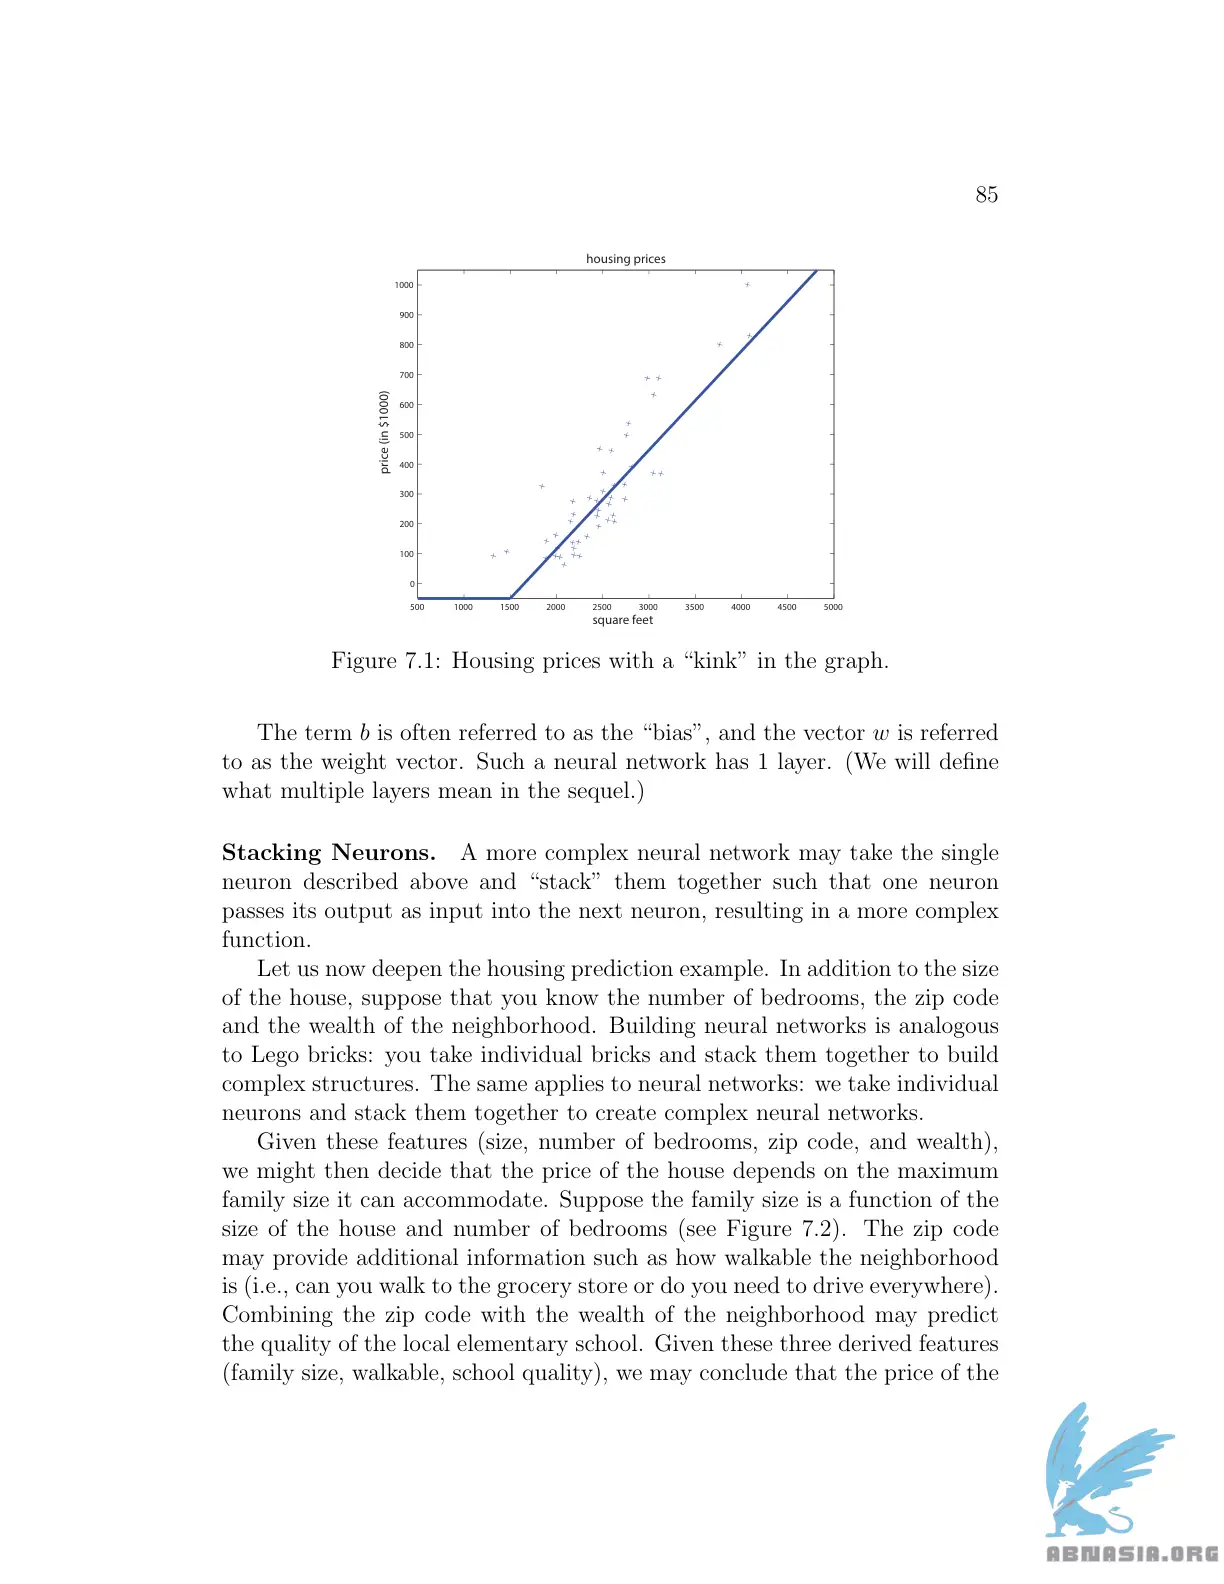 85
housing prices
1000
900
800
700
600
500
400
300
200
100
0
price (in $1000)
500 1000 1500 2000 2500 3000 3500 4000 4500 5000
square feet
Figure 7.1: Housing prices with a “kink” in the graph.
The term b is often referred to as the “bias”, and the vector w is referred
to as the weight vector. Such a neural network has 1 layer. (We will define
what multiple layers mean in the sequel.)
Stacking Neurons. A more complex neural network may take the single
neuron described above and “stack” them together such that one neuron
passes its output as input into the next neuron, resulting in a more complex
function.
Let us now deepen the housing prediction example. In addition to the size
of the house, suppose that you know the number of bedrooms, the zip code
and the wealth of the neighborhood. Building neural networks is analogous
to Lego bricks: you take individual bricks and stack them together to build
complex structures. The same applies to neural networks: we take individual
neurons and stack them together to create complex neural networks.
Given these features (size, number of bedrooms, zip code, and wealth),
we might then decide that the price of the house depends on the maximum
family size it can accommodate. Suppose the family size is a function of the
size of the house and number of bedrooms (see Figure 7.2). The zip code
may provide additional information such as how walkable the neighborhood
is (i.e., can you walk to the grocery store or do you need to drive everywhere).
Combining the zip code with the wealth of the neighborhood may predict
the quality of the local elementary school. Given these three derived features
(family size, walkable, school quality), we may conclude that the price of the
ABNASIA.ORG